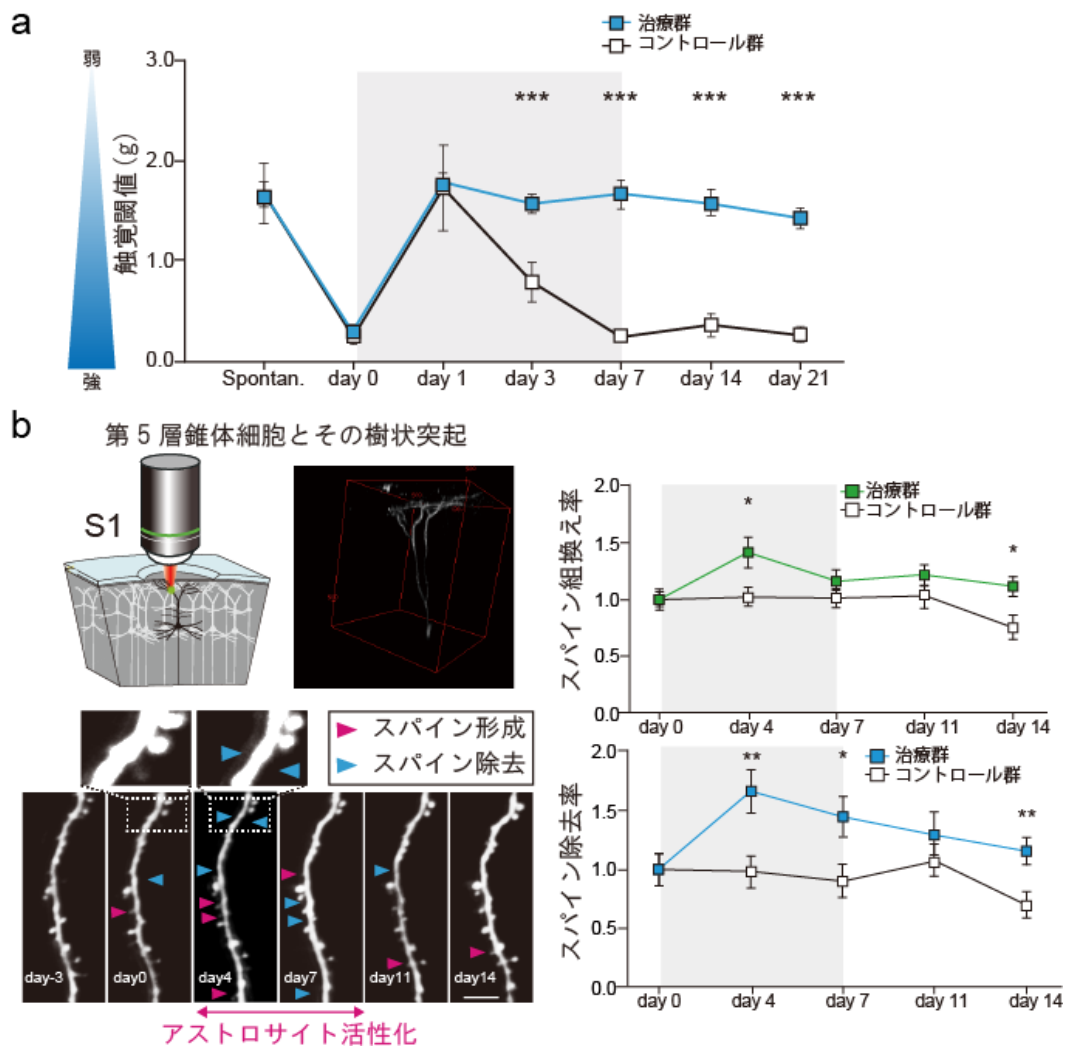 a
治療群
コントロール群
弱
強
触覚閾値 (g)
3.0
2.0
1.0
0.0
***
***
***
***
Spontan.
day 0
day 1
day 3
day 7
day 14
day 21
b
第 5 層錐体細胞とその樹状突起
S1
スパイン形成
スパイン除去
day-3
day0
day4
day7
day11
day14
アストロサイト活性化
スパイン組換え率
2.0
1.5
1.0
0.5
0.0
治療群
コントロール群
*
*
day 0
day 4
day 7
day 11
day 14
スパイン除去率
2.0
1.5
1.0
0.5
0.0
治療群
コントロール群
**
*
**
day 0
day 4
day 7
day 11
day 14